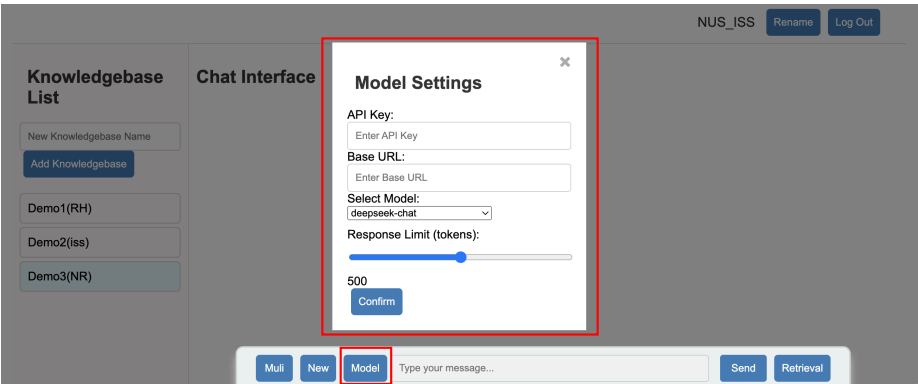 NUS_ISS Rename Log Out
Knowledgebase
List
New Knowledgebase Name
Add Knowledgebase
Demo1(RH)
Demo2(iss)
Demo3(NR)
Chat Interface
×
Model Settings
API Key:
Enter API Key
Base URL:
Enter Base URL
Select Model:
deepseek-chat
Response Limit (tokens):
500
Confirm
Muli New Model Type your message... Send Retrieval